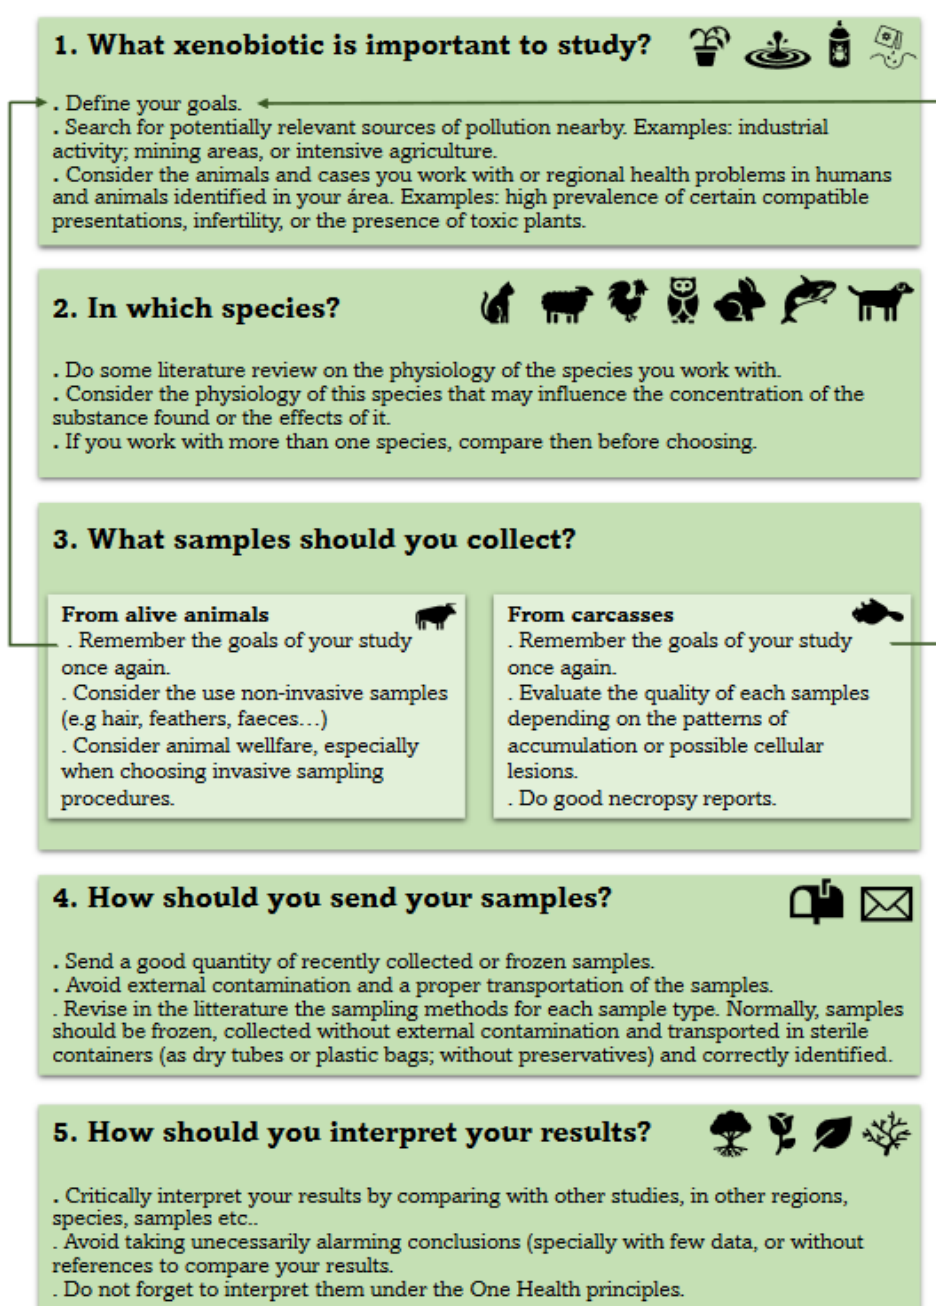 1. What xenobiotic is important to study?
. Define your goals.
. Search for potentially relevant sources of pollution nearby. Examples: industrial
activity; mining areas, or intensive agriculture.
. Consider the animals and cases you work with or regional health problems in humans
and animals identified in your área. Examples: high prevalence of certain compatible
presentations, infertility, or the presence of toxic plants.
2. In which species?
. Do some literature review on the physiology of the species you work with.
. Consider the physiology of this species that may influence the concentration of the
substance found or the effects of it.
. If you work with more than one species, compare then before choosing.
3. What samples should you collect?
From alive animals
. Remember the goals of your study
once again.
. Consider the use non-invasive samples
(e.g hair, feathers, faeces…)
. Consider animal wellfare, especially
when choosing invasive sampling
procedures.
From carcasses
. Remember the goals of your study
once again.
. Evaluate the quality of each samples
depending on the patterns of
accumulation or possible cellular
lesions.
. Do good necropsy reports.
4. How should you send your samples?
. Send a good quantity of recently collected or frozen samples.
. Avoid external contamination and a proper transportation of the samples.
. Revise in the litterature the sampling methods for each sample type. Normally, samples
should be frozen, collected without external contamination and transported in sterile
containers (as dry tubes or plastic bags; without preservatives) and correctly identified.
5. How should you interpret your results?
. Critically interpret your results by comparing with other studies, in other regions,
species, samples etc..
. Avoid taking unecessarily alarming conclusions (specially with few data, or without
references to compare your results.
. Do not forget to interpret them under the One Health principles.